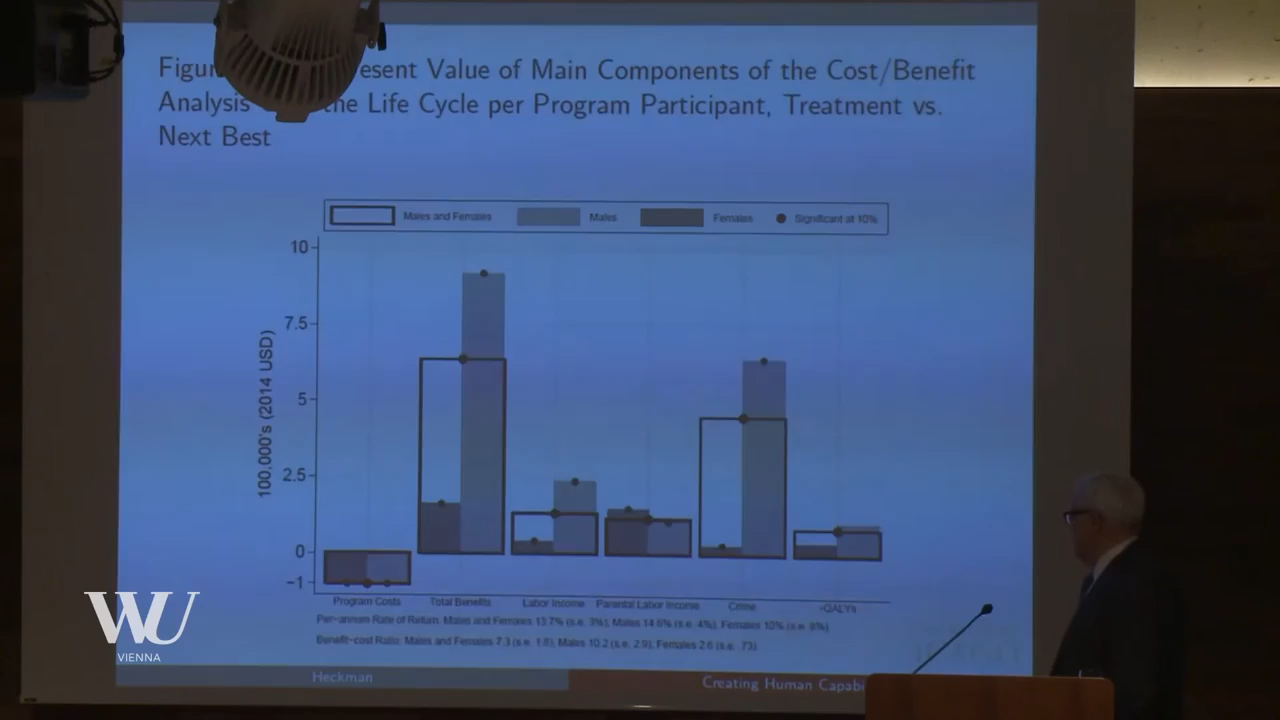 Figur esent Value of Main Components of the Cost/Benefit
Analysis the Life Cycle per Program Participant, Treatment vs.
Next Best
Males and Females Males Females Significant at 10%
10
7.5
5
2.5
0
−1
100,000's (2014 USD)
Program Costs Total Benefits Labor Income Parental Labor Income Crime -QALYs
Per-annum Rate of Return: Males and Females 13.7% (s.e. 3%), Males 14.6% (s.e. 4%), Females 10% (s.e. 8%)
Benefit-cost Ratio: Males and Females 7.3 (s.e. 1.8), Males 10.2 (s.e. 2.9), Females 2.6 (s.e. .73)
Heckman Creating Human Capabi
WU
VIENNA